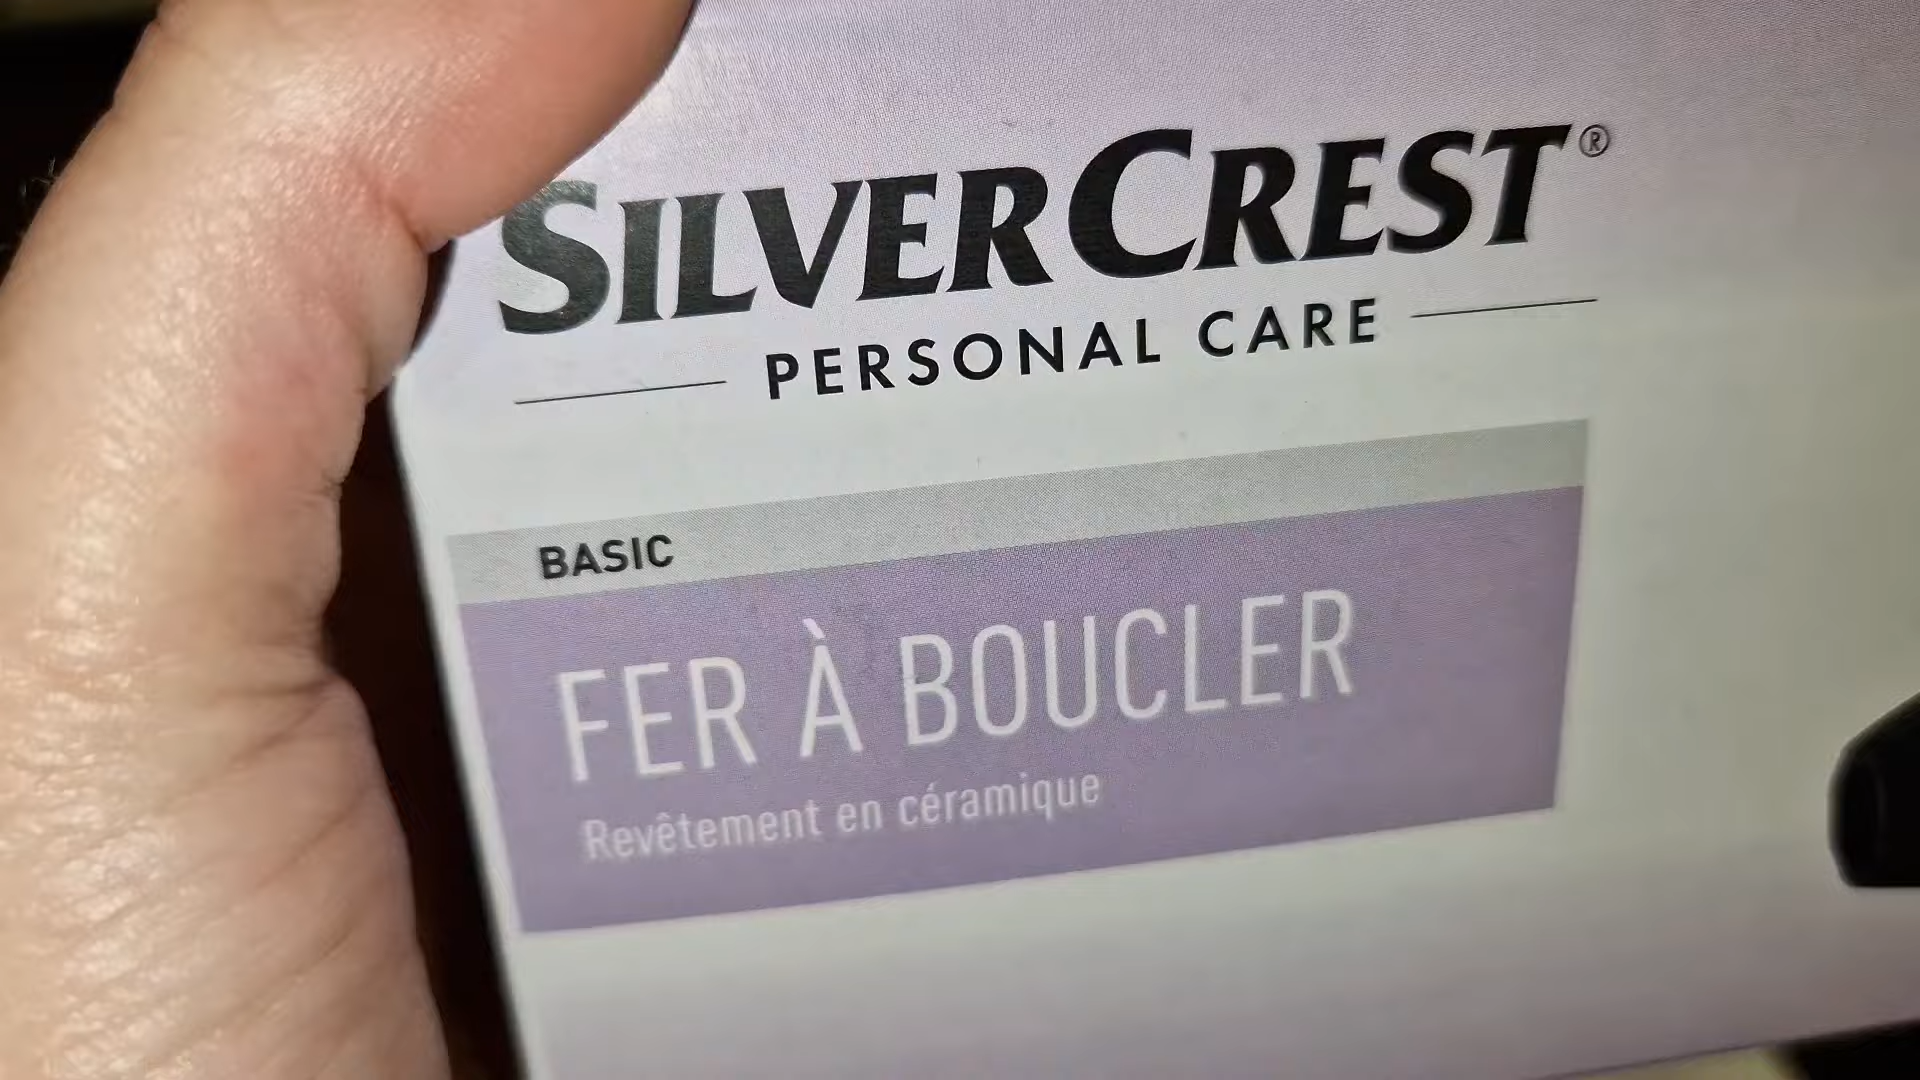 SILVERCREST®
PERSONAL CARE
BASIC
FER À BOUCLER
Revêtement en céramique